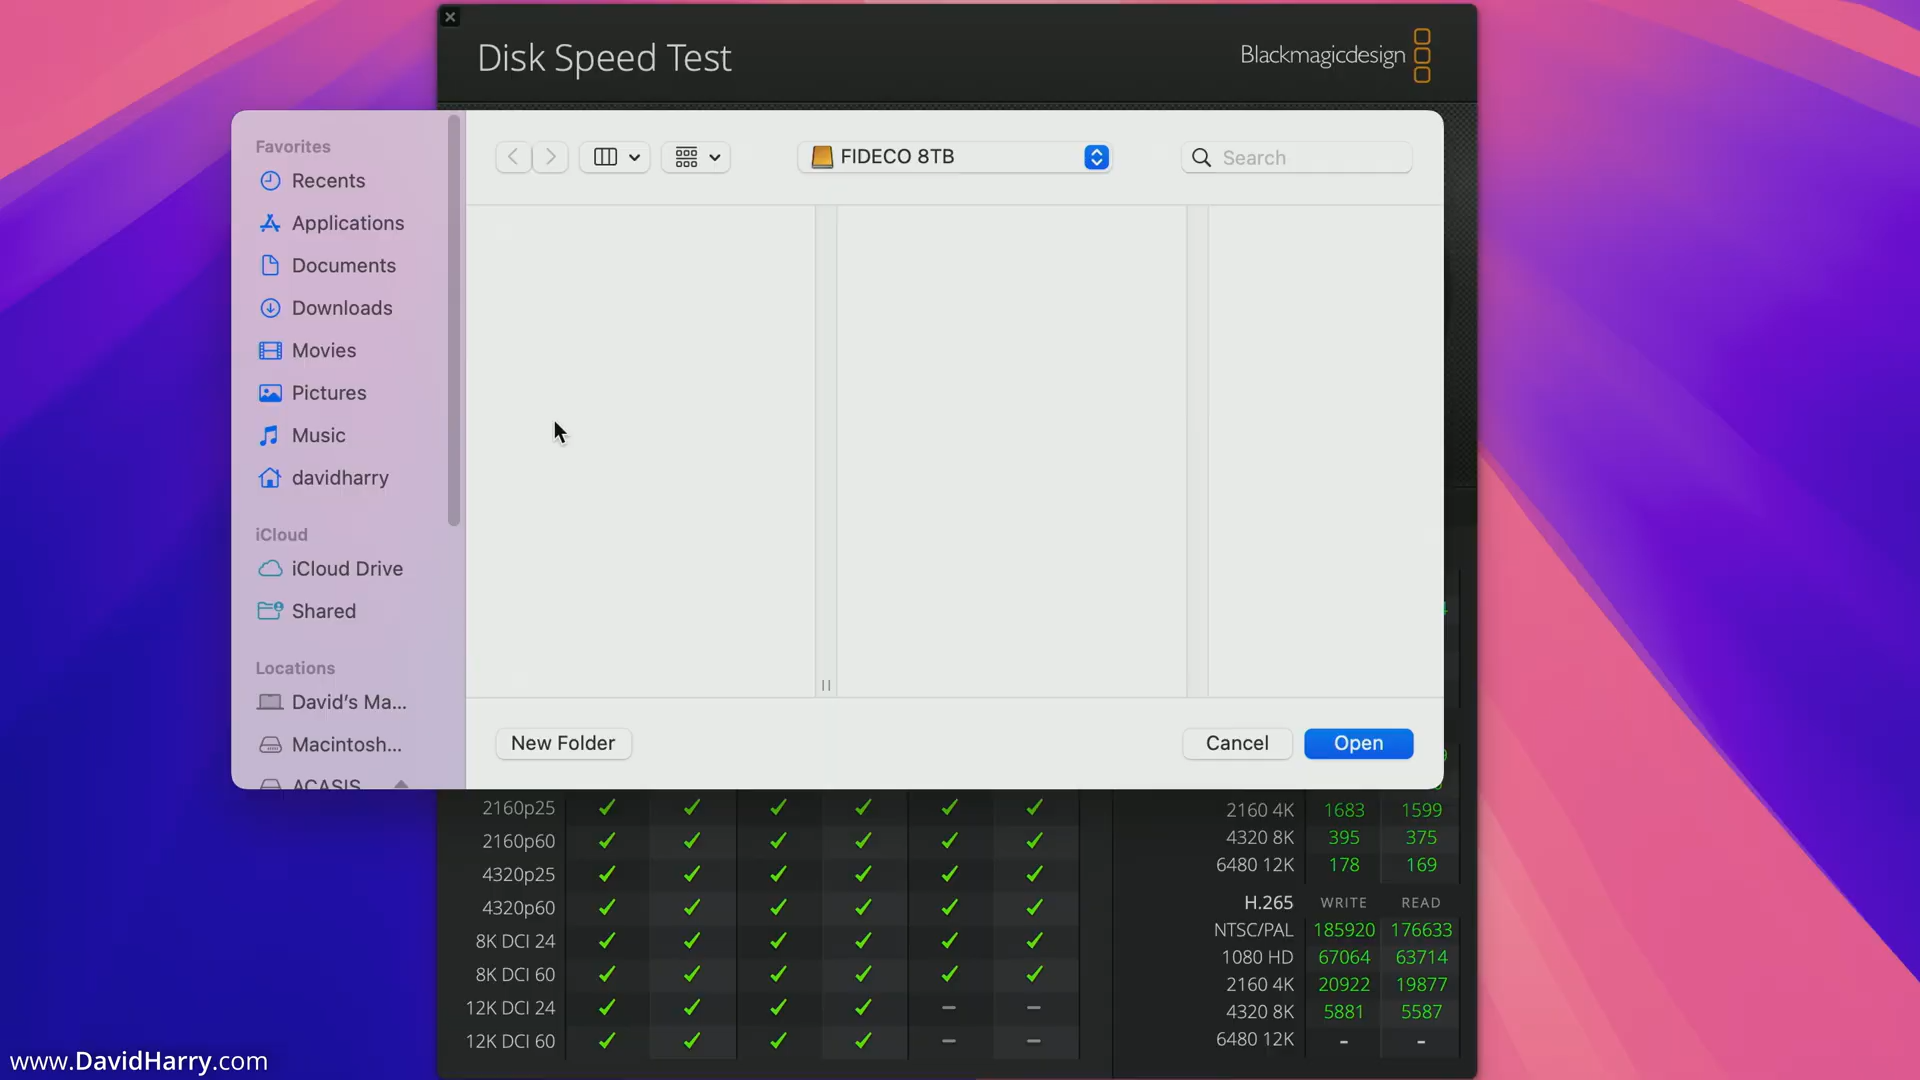 Disk Speed Test
Blackmagicdesign
Favorites
Recents
Applications
Documents
Downloads
Movies
Pictures
Music
davidharry
iCloud
iCloud Drive
Shared
Locations
David's Ma...
Macintosh...
ACASIS
FIDECO 8TB
Search
New Folder
Cancel
Open
2160p25
2160p60
4320p25
4320p60
8K DCI 24
8K DCI 60
12K DCI 24 – –
12K DCI 60 – –
2160 4K 1683 1599
4320 8K 395 375
6480 12K 178 169
H.265 WRITE READ
NTSC/PAL 185920 176633
1080 HD 67064 63714
2160 4K 20922 19877
4320 8K 5881 5587
6480 12K - -
www.DavidHarry.com